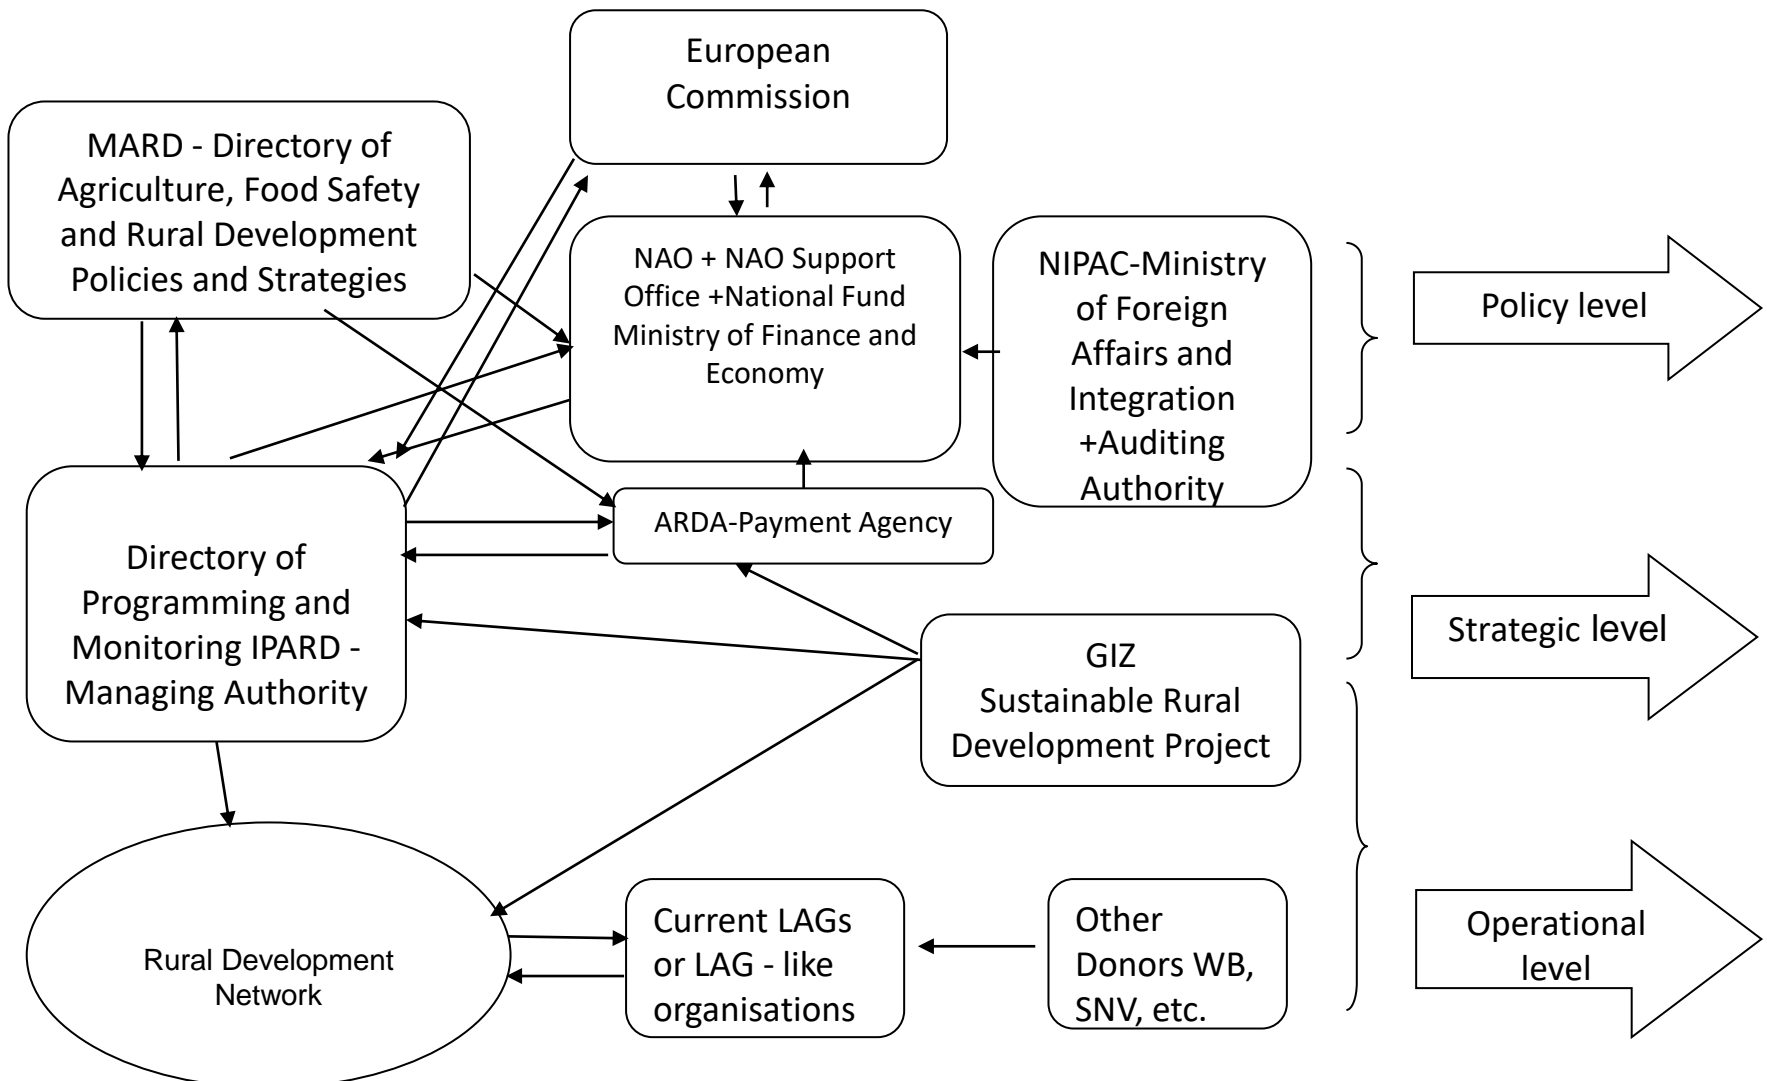 European
Commission
MARD - Directory of
Agriculture, Food Safety
and Rural Development
Policies and Strategies
NAO + NAO Support
Office +National Fund
Ministry of Finance and
Economy
NIPAC-Ministry
of Foreign
Affairs and
Integration
+Auditing
Authority
Policy level
ARDA-Payment Agency
Directory of
Programming and
Monitoring IPARD -
Managing Authority
GIZ
Sustainable Rural
Development Project
Strategic level
Rural Development
Network
Current LAGs
or LAG - like
organisations
Other
Donors WB,
SNV, etc.
Operational
level